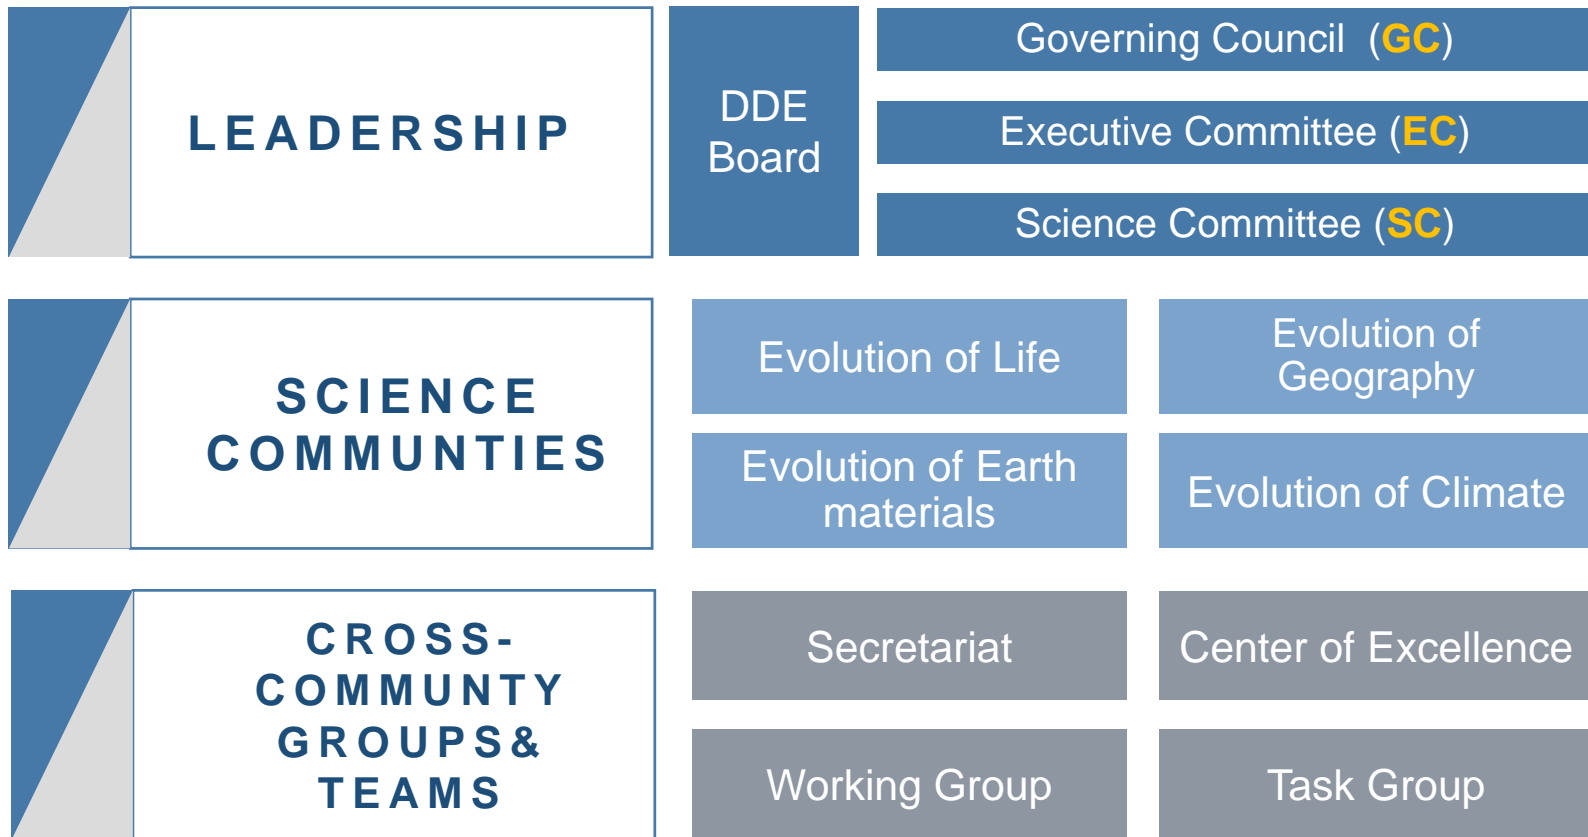 LEADERSHIP
DDE
Board
Governing Council (GC)
Executive Committee (EC)
Science Committee (SC)
SCIENCE
COMMUNTIES
Evolution of Life
Evolution of
Geography
Evolution of Earth
materials
Evolution of Climate
CROSS-
COMMUNTY
GROUPS&
TEAMS
Secretariat
Center of Excellence
Working Group
Task Group